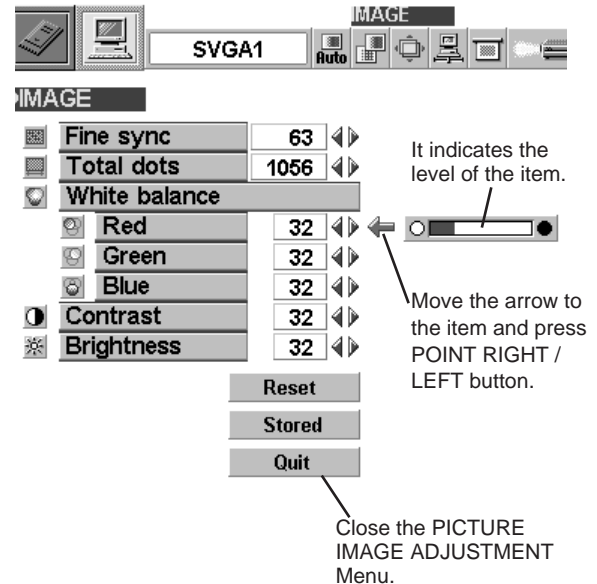 IMAGE
SVGA1
Auto
IMAGE
Fine sync 63
Total dots 1056
White balance
Red 32
Green 32
Blue 32
Contrast 32
Brightness 32
Reset
Stored
Quit
It indicates the
level of the item.
Move the arrow to
the item and press
POINT RIGHT /
LEFT button.
Close the PICTURE
IMAGE ADJUSTMENT
Menu.